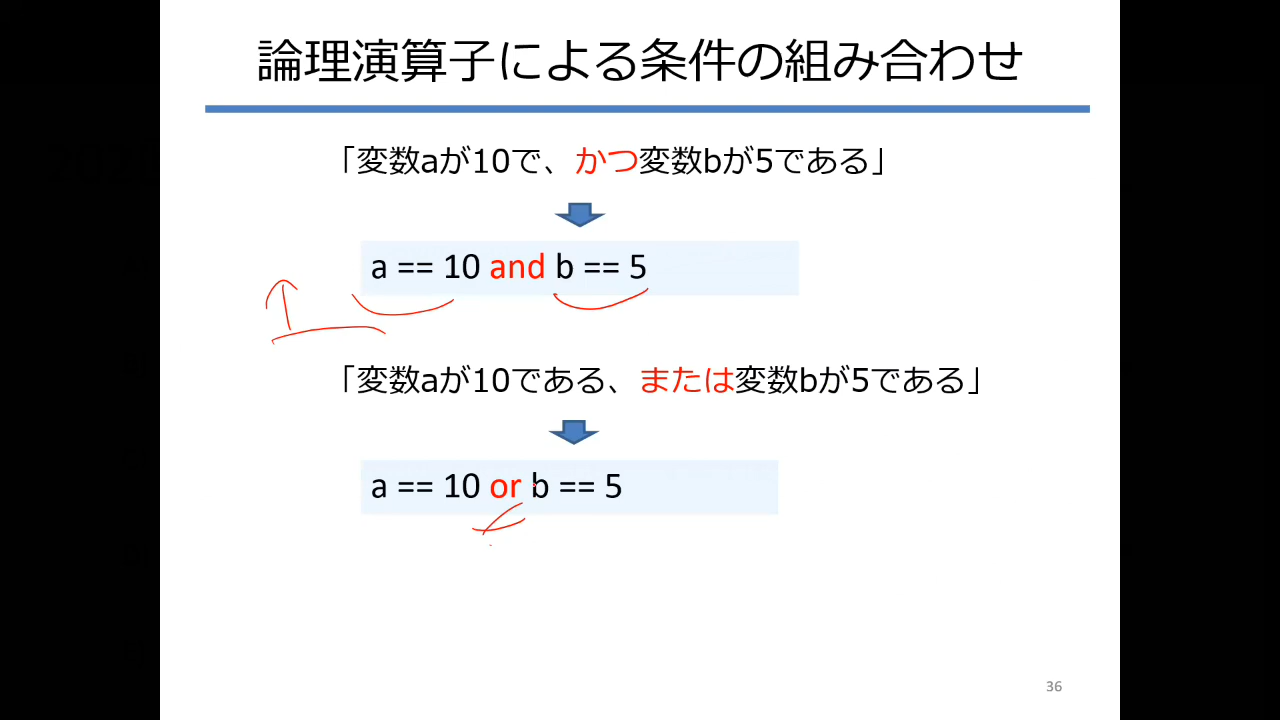 論理演算子による条件の組み合わせ
「変数aが10で、かつ変数bが5である」
a == 10 and b == 5
「変数aが10である、または変数bが5である」
a == 10 or b == 5
36